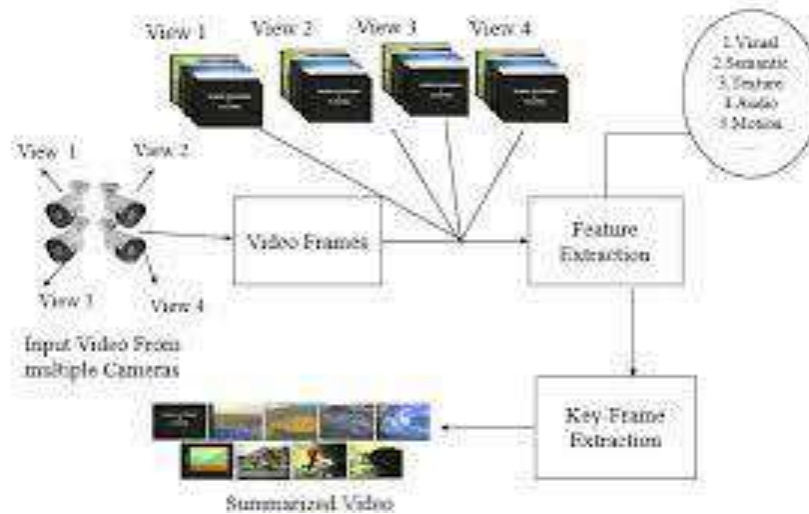 View 1
View 2
View 3
View 4
1.Visual
2.Semantic
3.Texture
4.Audio
5.Motion
View 1
View 2
Video Frames
Feature
Extraction
View 3
View 4
Input Video From
multiple Cameras
Key-Frame
Extraction
Summarized Video